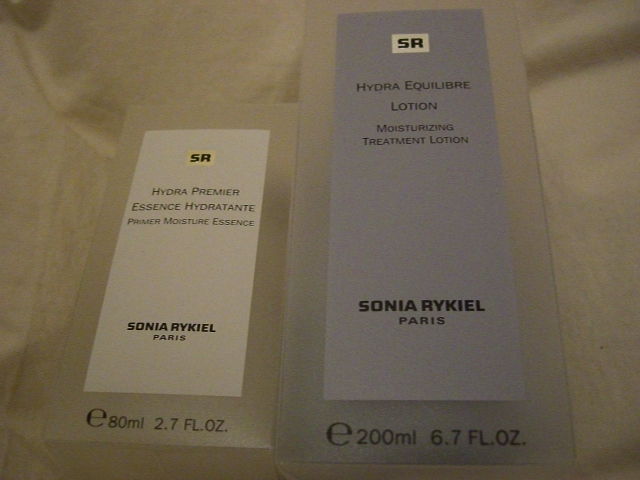 SR
HYDRA PREMIER
ESSENCE HYDRATANTE
PRIMER MOISTURE ESSENCE
SONIA RYKIEL
PARIS
℮80ml 2.7 FL.OZ.
SR
HYDRA EQUILIBRE
LOTION
MOISTURIZING
TREATMENT LOTION
SONIA RYKIEL
PARIS
℮200ml 6.7 FL.OZ.